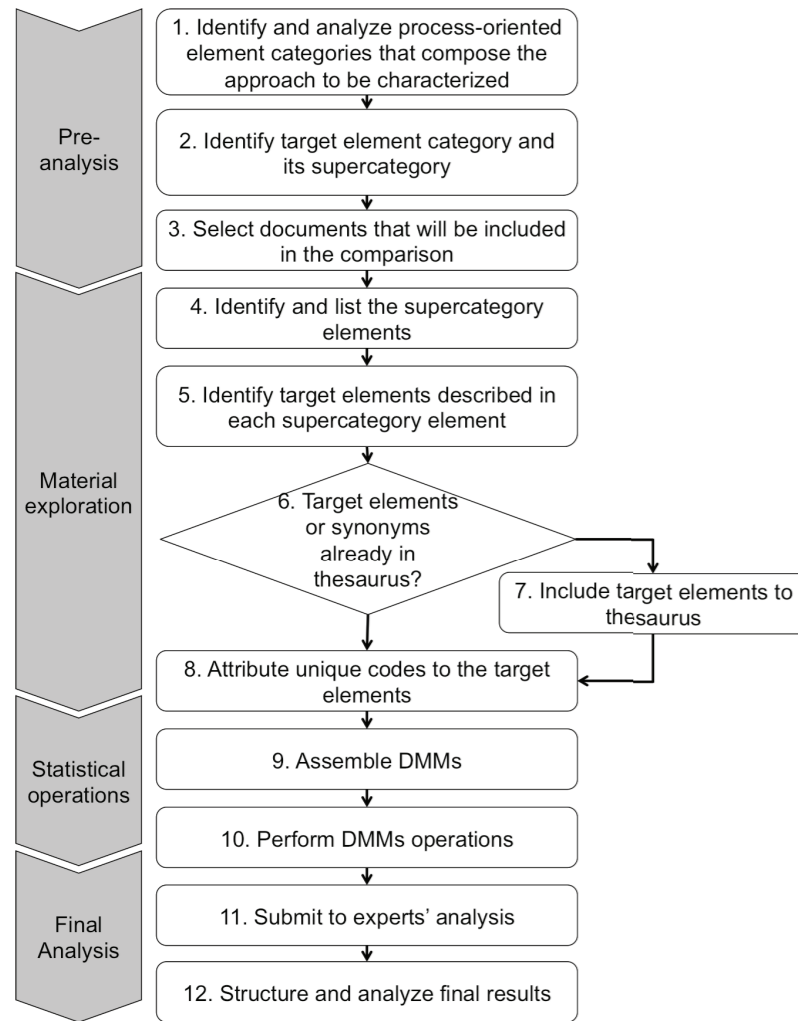 Pre-
analysis
1. Identify and analyze process-oriented
element categories that compose the
approach to be characterized
2. Identify target element category and
its supercategory
3. Select documents that will be included
in the comparison
Material
exploration
4. Identify and list the supercategory
elements
5. Identify target elements described in
each supercategory element
6. Target elements
or synonyms
already in
thesaurus?
7. Include target elements to
thesaurus
8. Attribute unique codes to the target
elements
Statistical
operations
9. Assemble DMMs
10. Perform DMMs operations
Final
Analysis
11. Submit to experts’ analysis
12. Structure and analyze final results